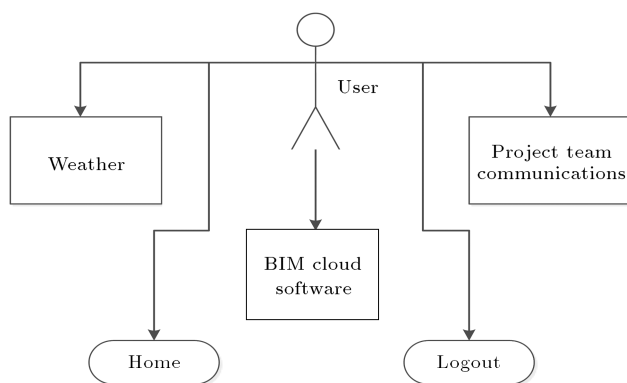 User
Weather
Project team
communications
BIM cloud
software
Home
Logout